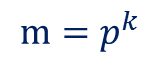 m = p^k